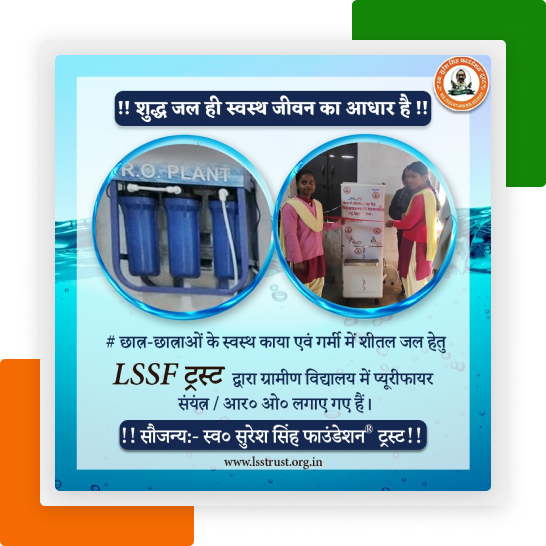 !! शुद्ध जल ही स्वस्थ जीवन का आधार है !!
R.O. PLANT
# छात्र-छात्राओं के स्वस्थ काया एवं गर्मी में शीतल जल हेतु
LSSF ट्रस्ट द्वारा ग्रामीण विद्यालय में प्यूरीफायर
संयंत्र / आर० ओ० लगाए गए हैं।
!! सौजन्य:- स्व० सुरेश सिंह फाउंडेशन® ट्रस्ट!!
www.lsstrust.org.in